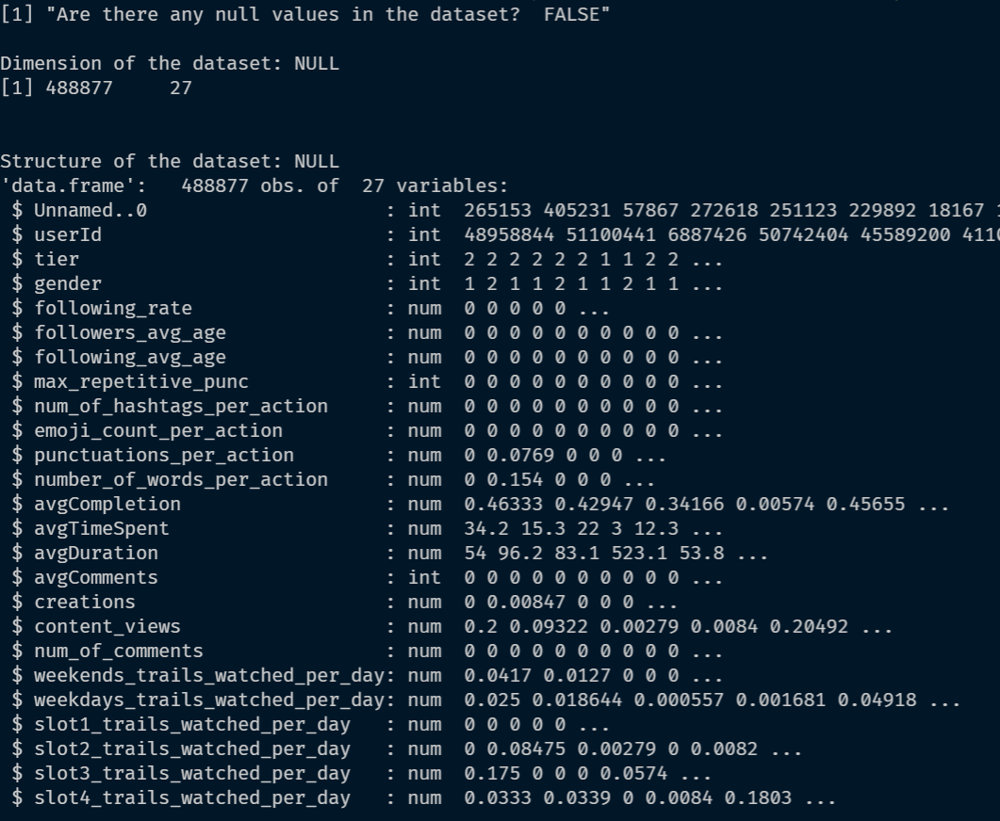 [1] "Are there any null values in the dataset?  FALSE"
Dimension of the dataset: NULL
[1] 488877     27
Structure of the dataset: NULL
'data.frame':   488877 obs. of  27 variables:
 $ Unnamed..0                     : int  265153 405231 57867 272618 251123 229892 18167
 $ userId                         : int  48958844 51100441 6887426 50742404 45589200
 $ tier                           : int  2 2 2 2 2 2 1 1 2 2 ...
 $ gender                         : int  1 2 1 1 2 1 1 2 1 1 ...
 $ following_rate                 : num  0 0 0 0 0 ...
 $ followers_avg_age              : num  0 0 0 0 0 0 0 0 0 0 ...
 $ following_avg_age              : num  0 0 0 0 0 0 0 0 0 0 ...
 $ max_repetitive_punc            : int  0 0 0 0 0 0 0 0 0 0 ...
 $ num_of_hashtags_per_action     : num  0 0 0 0 0 0 0 0 0 0 ...
 $ emoji_count_per_action         : num  0 0 0 0 0 0 0 0 0 0 ...
 $ punctuations_per_action        : num  0 0.0769 0 0 0 ...
 $ number_of_words_per_action     : num  0 0.154 0 0 0 ...
 $ avgCompletion                  : num  0.46333 0.42947 0.34166 0.00574 0.45655 ...
 $ avgTimeSpent                   : num  34.2 15.3 22 3 12.3 ...
 $ avgDuration                    : num  54 96.2 83.1 523.1 53.8 ...
 $ avgComments                    : int  0 0 0 0 0 0 0 0 0 0 ...
 $ creations                      : num  0 0.00847 0 0 0 ...
 $ content_views                  : num  0.2 0.09322 0.00279 0.0084 0.20492 ...
 $ num_of_comments                : num  0 0 0 0 0 0 0 0 0 0 ...
 $ weekends_trails_watched_per_day: num  0.0417 0.0127 0 0 0 ...
 $ weekdays_trails_watched_per_day: num  0.025 0.018644 0.000557 0.001681 0.04918 ...
 $ slot1_trails_watched_per_day   : num  0 0 0 0 0 ...
 $ slot2_trails_watched_per_day   : num  0 0.08475 0.00279 0 0.0082 ...
 $ slot3_trails_watched_per_day   : num  0.175 0 0 0 0.0574 ...
 $ slot4_trails_watched_per_day   : num  0.0333 0.0339 0 0.0084 0.1803 ...